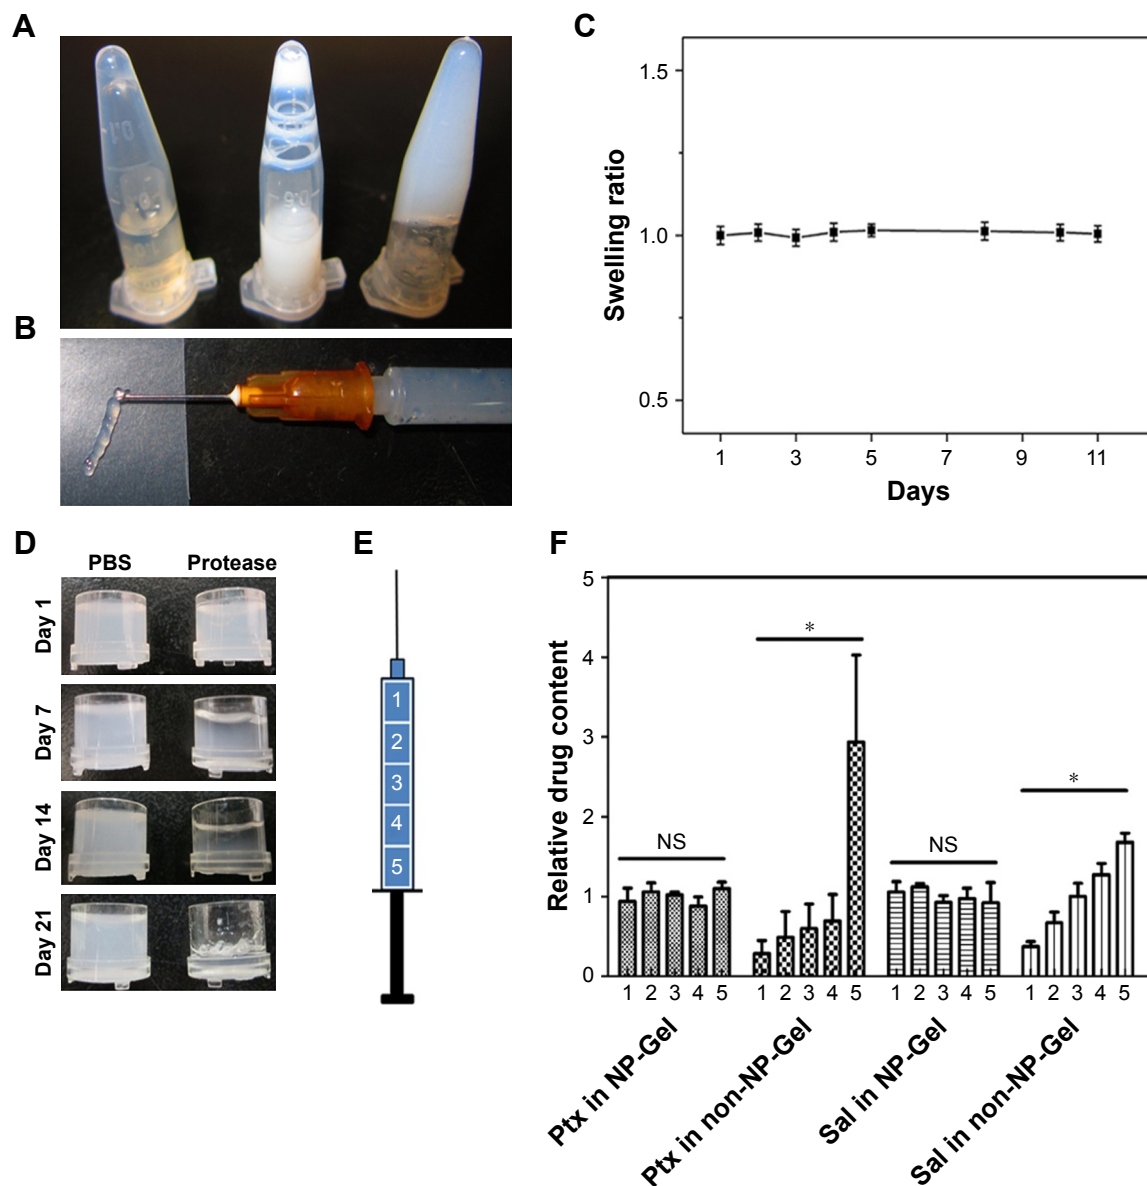 A
C
1.5
1.0
0.5
Swelling ratio
1 3 5 7 9 11
Days
B
D
PBS Protease
Day 1
Day 7
Day 14
Day 21
E
1
2
3
4
5
F
5
4
3
2
1
0
Relative drug content
NS
*
NS
*
1 2 3 4 5 1 2 3 4 5 1 2 3 4 5 1 2 3 4 5
Ptx in NP-Gel
Ptx in non-NP-Gel
Sal in NP-Gel
Sal in non-NP-Gel